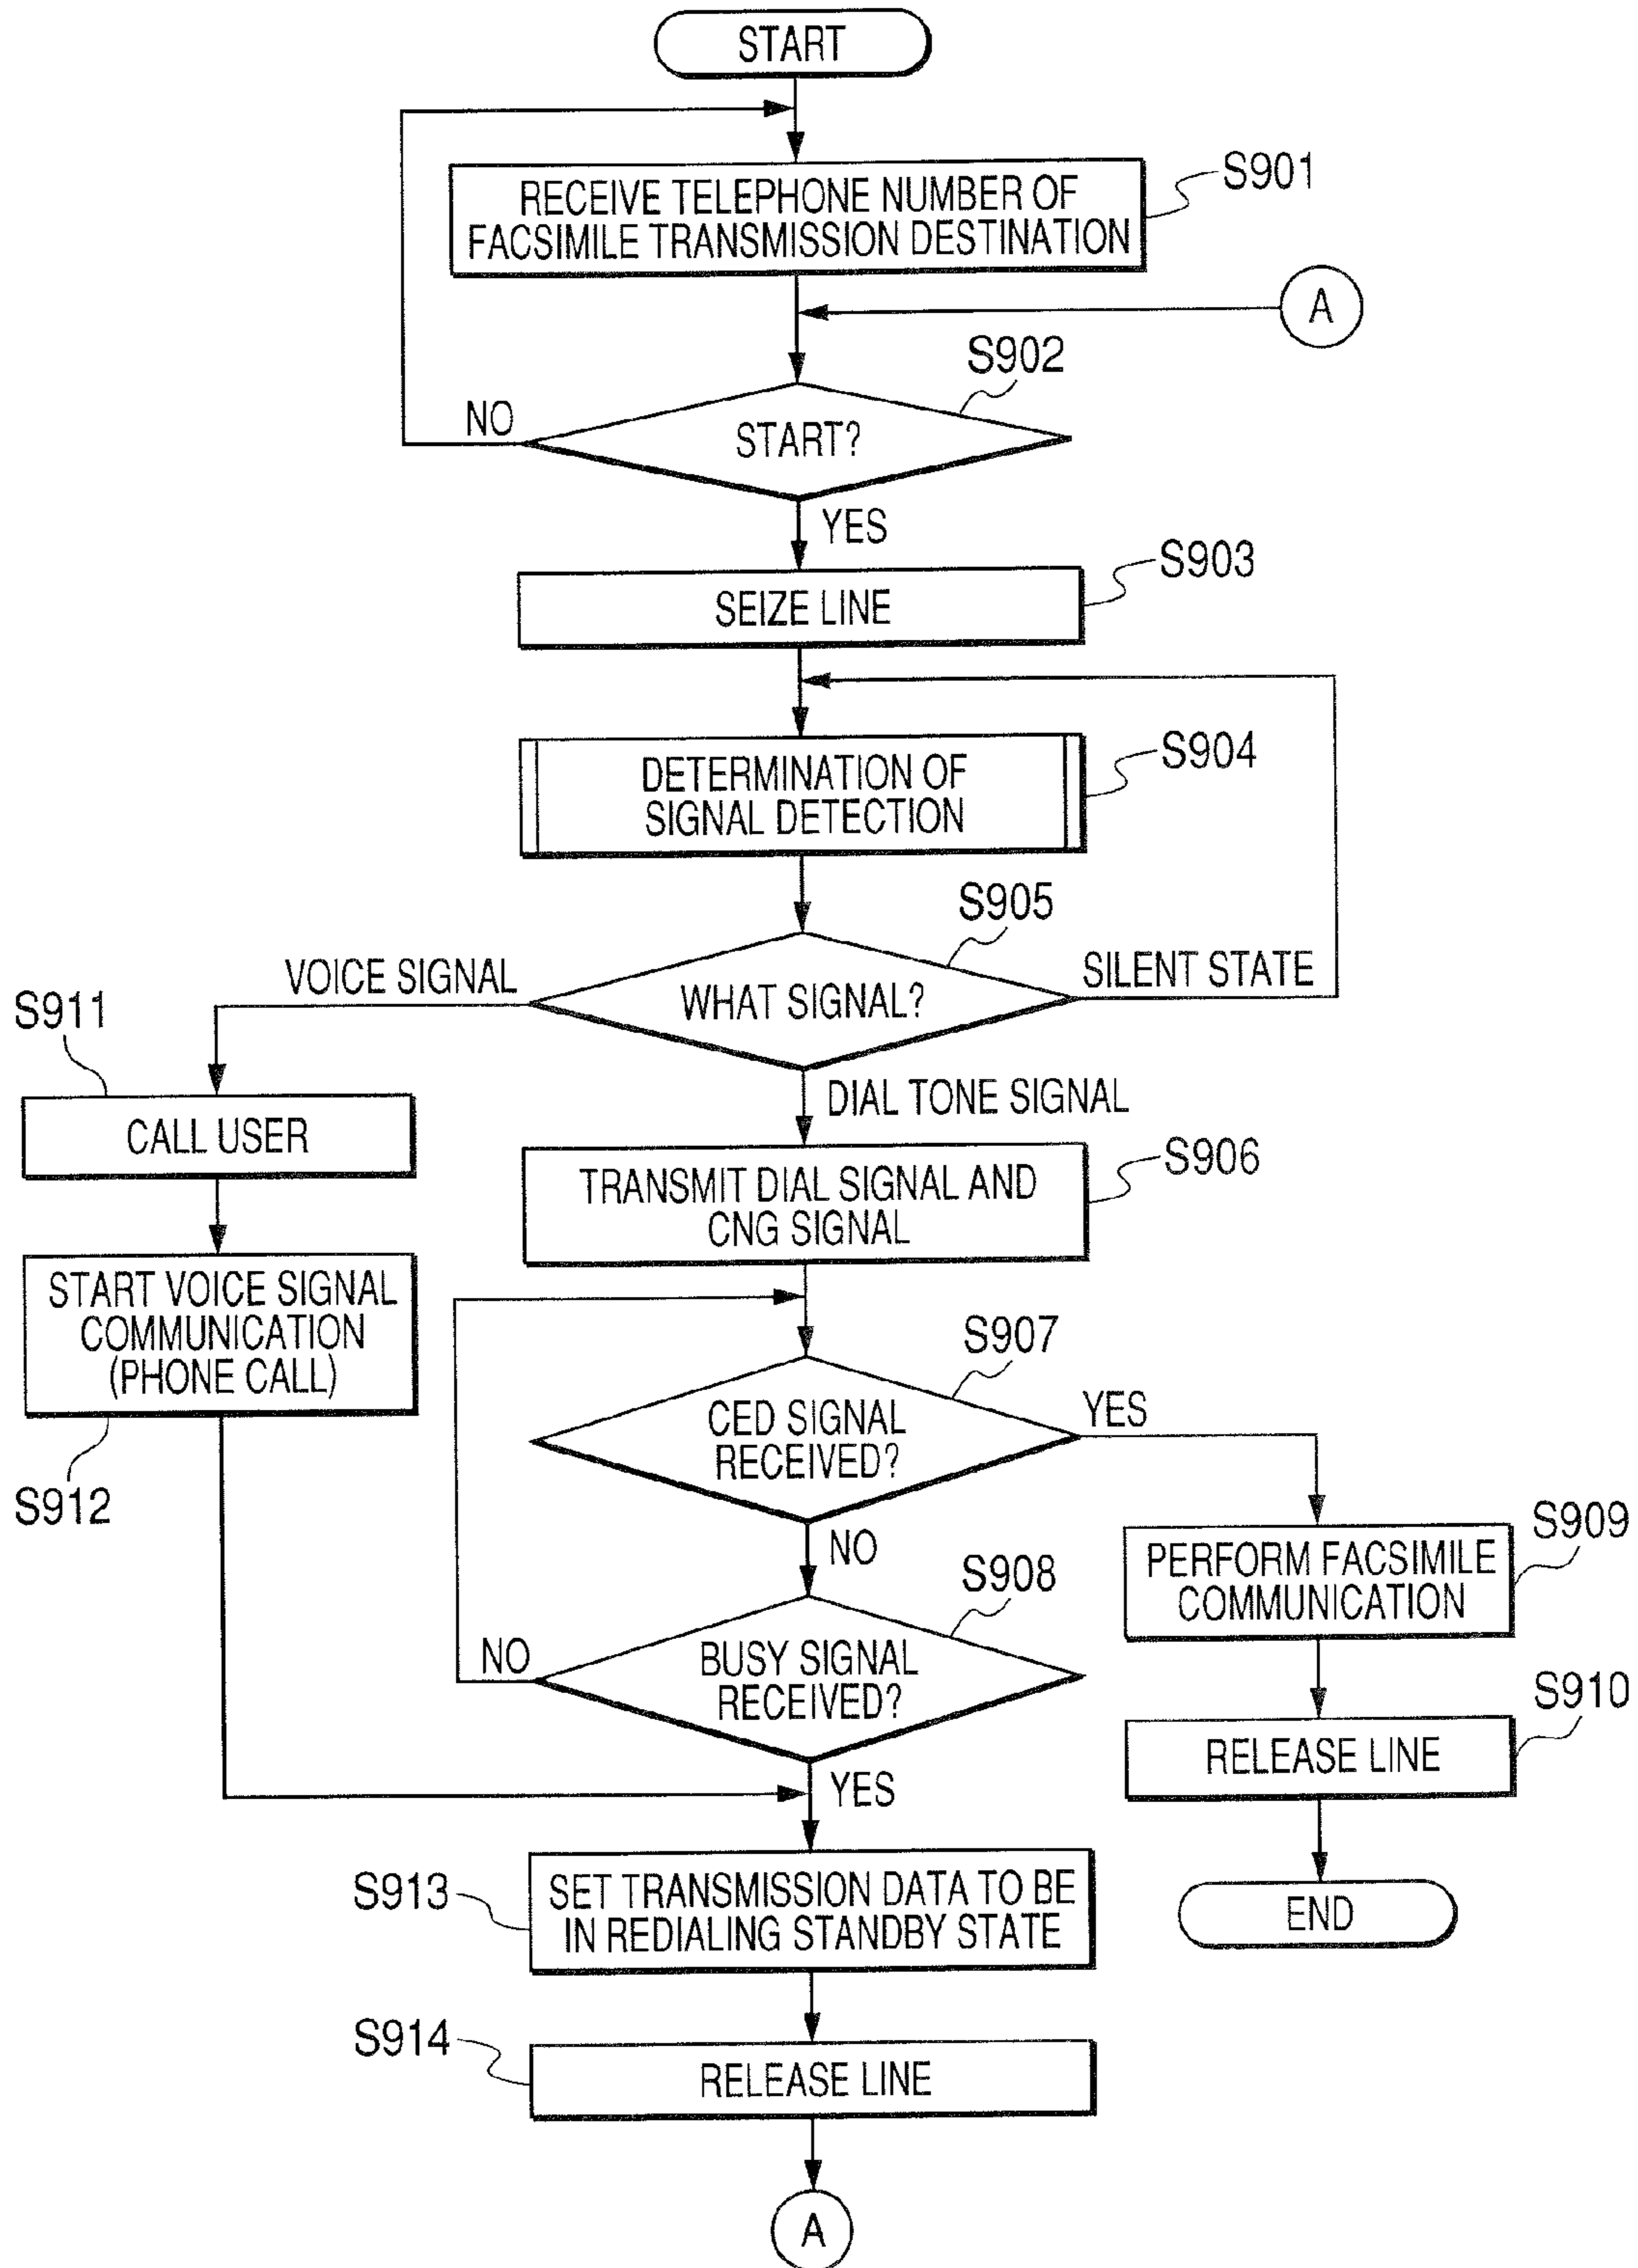 START
RECEIVE TELEPHONE NUMBER OF
FACSIMILE TRANSMISSION DESTINATION
S901
A
S902
START?
NO
YES
SEIZE LINE
S903
DETERMINATION OF
SIGNAL DETECTION
S904
S905
WHAT SIGNAL?
VOICE SIGNAL
SILENT STATE
DIAL TONE SIGNAL
S911
CALL USER
TRANSMIT DIAL SIGNAL AND
CNG SIGNAL
S906
START VOICE SIGNAL
COMMUNICATION
(PHONE CALL)
S912
S907
CED SIGNAL
RECEIVED?
YES
NO
S908
BUSY SIGNAL
RECEIVED?
NO
YES
S909
PERFORM FACSIMILE
COMMUNICATION
S910
RELEASE LINE
END
S913
SET TRANSMISSION DATA TO BE
IN REDIALING STANDBY STATE
S914
RELEASE LINE
A